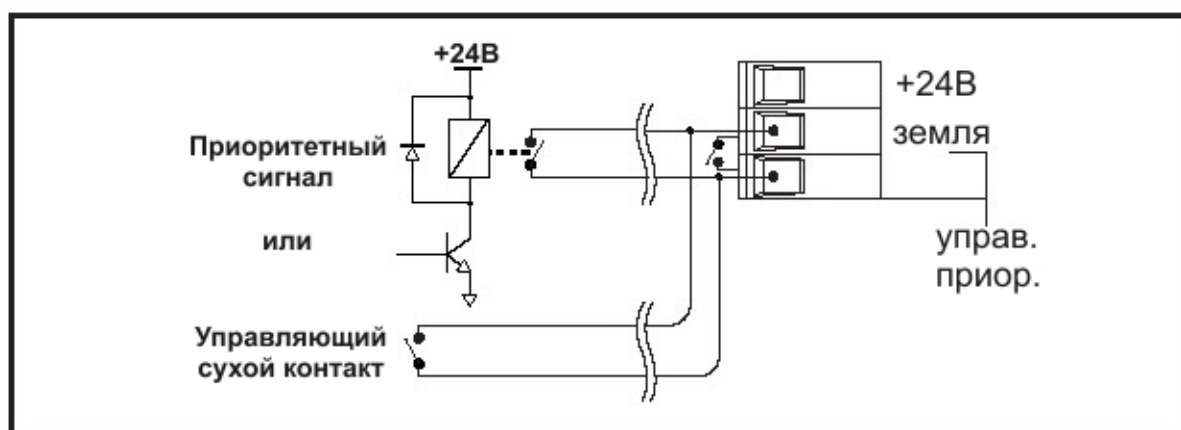 +24В
Приоритетный
сигнал
или
Управляющий
сухой контакт
+24В
земля
управ.
приор.